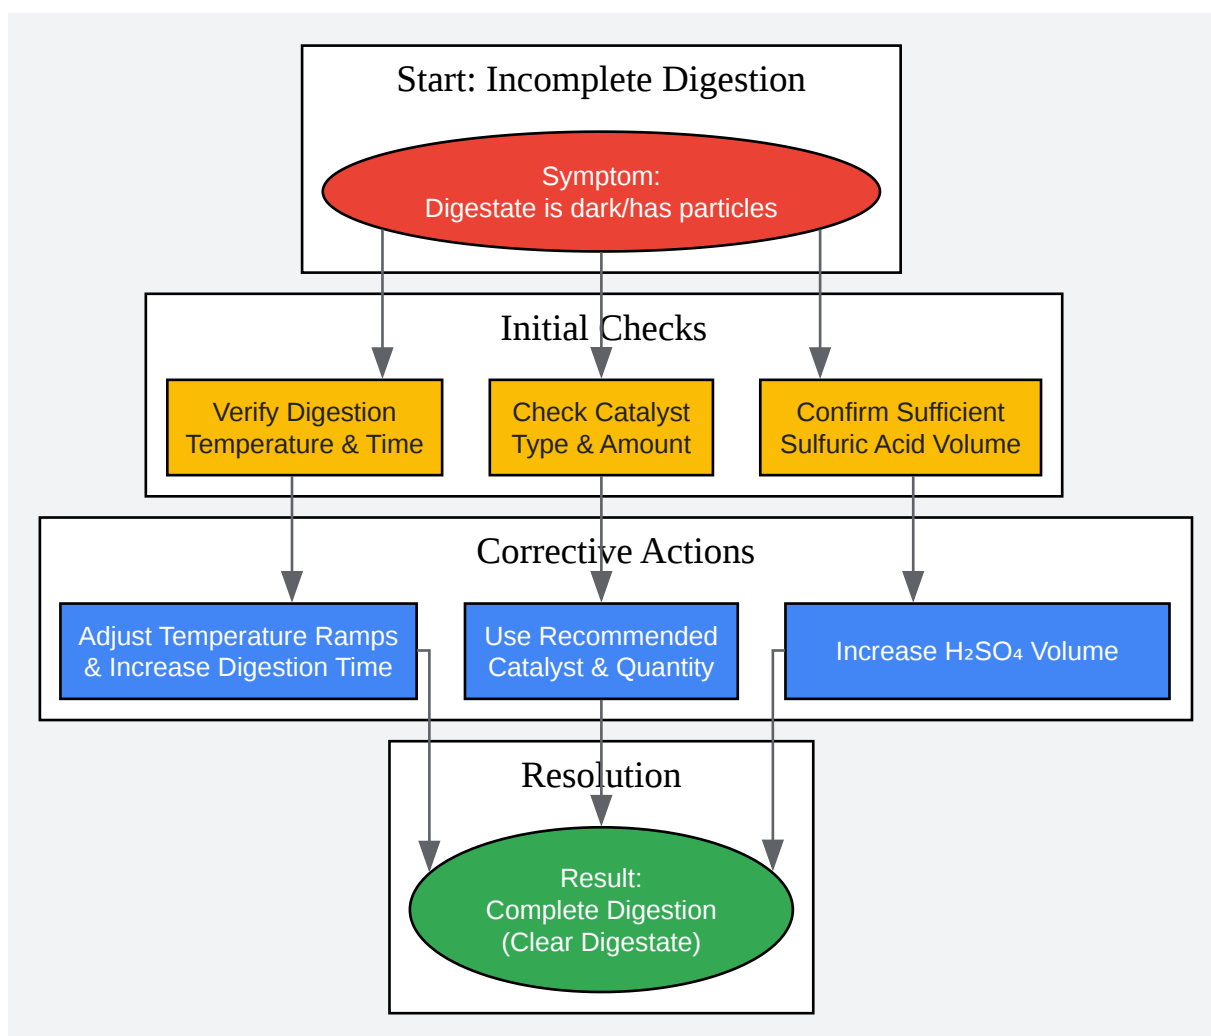 Start: Incomplete Digestion
Symptom:
Digestate is dark/has particles
Initial Checks
Verify Digestion
Temperature & Time
Check Catalyst
Type & Amount
Confirm Sufficient
Sulfuric Acid Volume
Corrective Actions
Adjust Temperature Ramps
& Increase Digestion Time
Use Recommended
Catalyst & Quantity
Increase H₂SO₄ Volume
Resolution
Result:
Complete Digestion
(Clear Digestate)